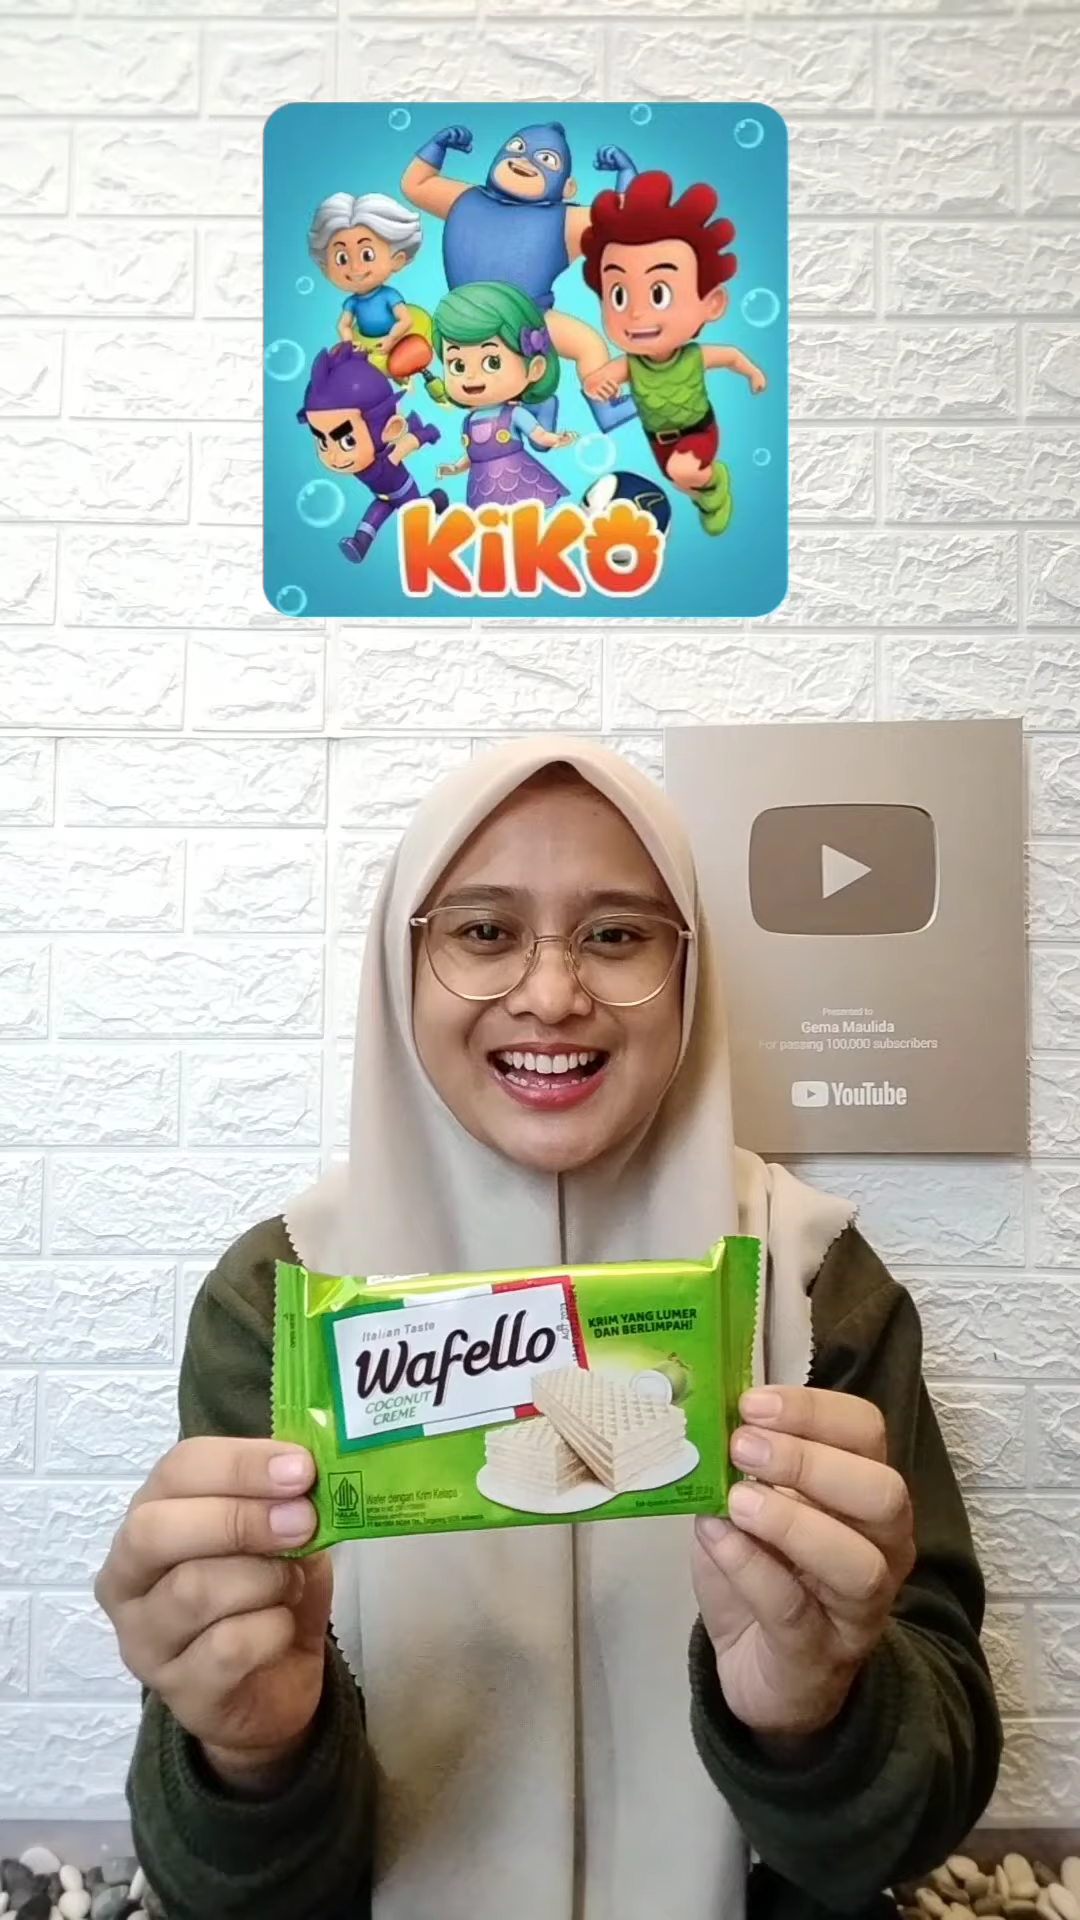 KiKO
Presented to
Gema Maulida
For passing 100,000 subscribers
YouTube
Italian Taste
Wafello
COCONUT
CREME
KRIM YANG LUMER
DAN BERLIMPAH!
HALAL
Wafer dengan Krim Kelapa